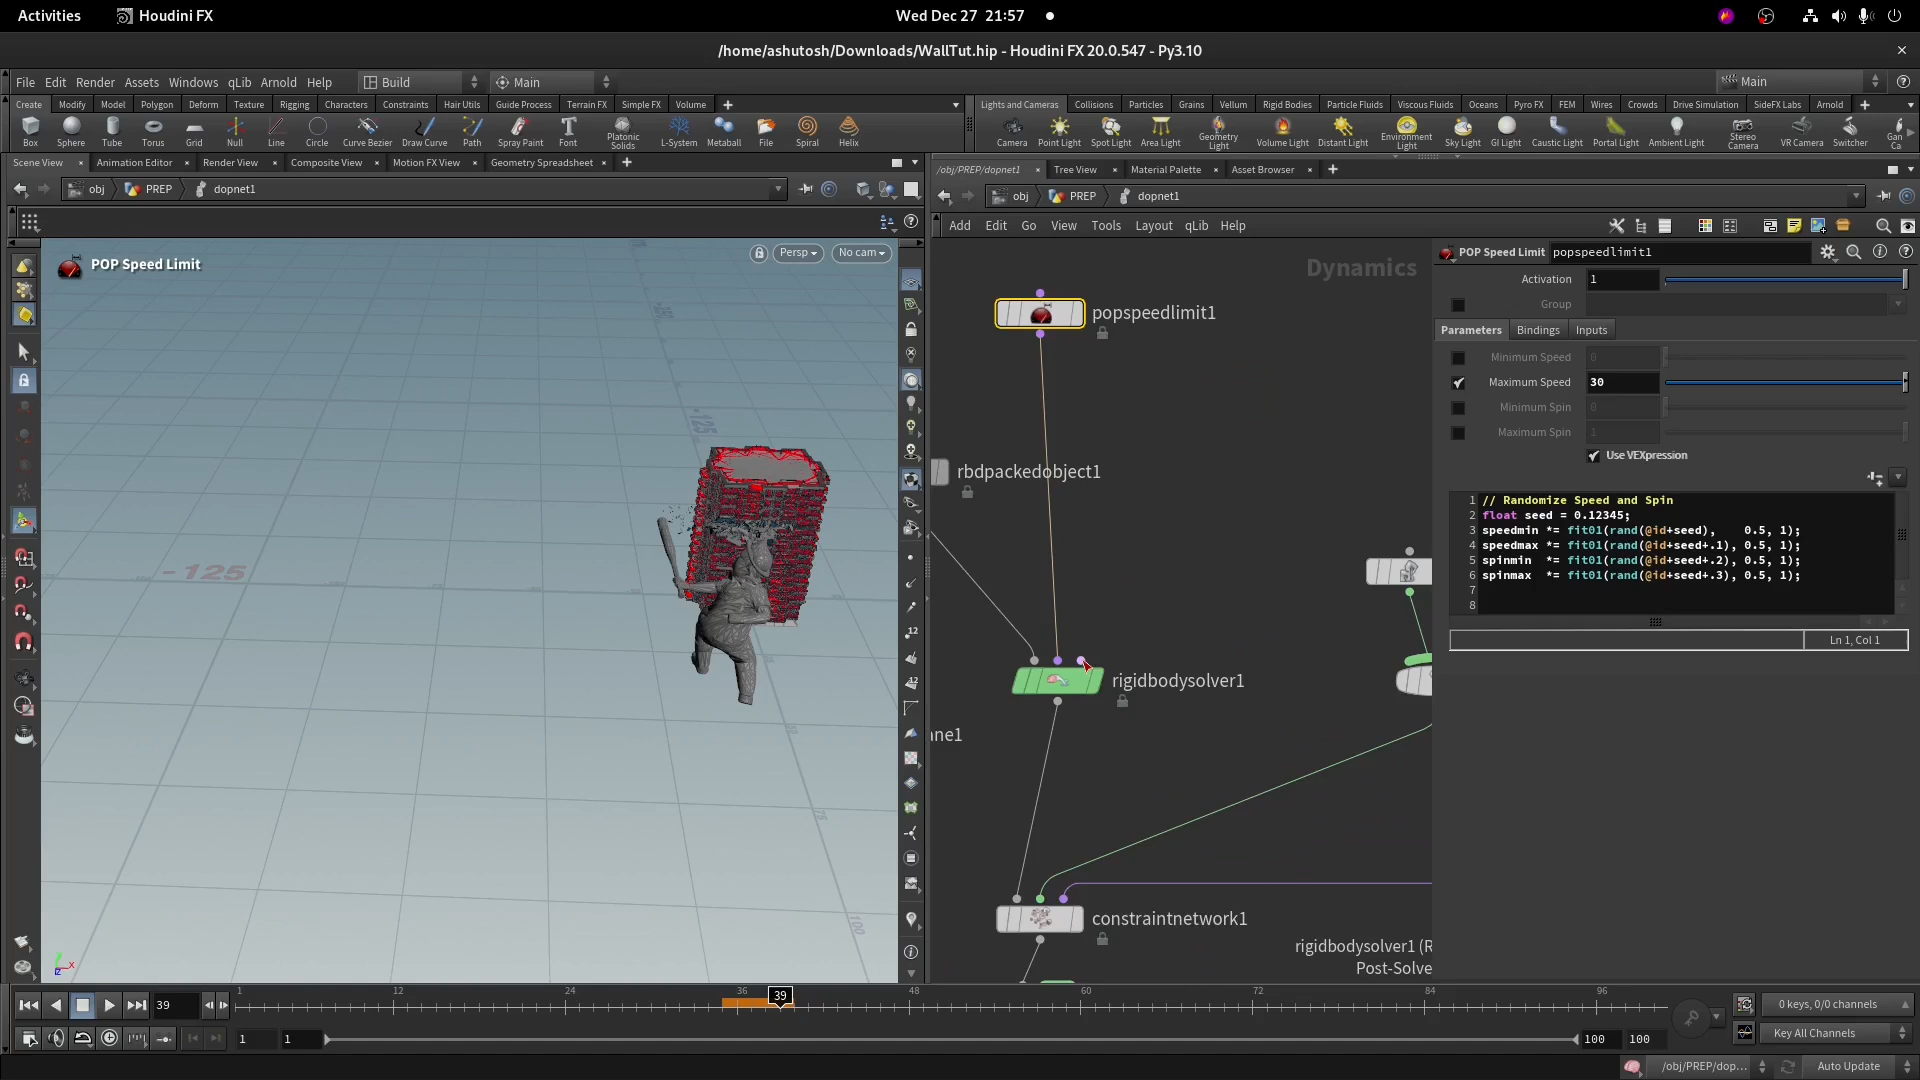 Activities
Houdini FX
Wed Dec 27 21:57
/home/ashutosh/Downloads/WallTut.hip - Houdini FX 20.0.547 - Py3.10
File Edit Render Assets Windows qLib Arnold Help
Build
Main
Main
Create Modify Model Polygon Deform Texture Rigging Characters Constraints Hair Utils Guide Process Terrain FX Simple FX Volume
Lights and Cameras Collisions Particles Grains Vellum Rigid Bodies Particle Fluids Viscous Fluids Oceans Pyro FX FEM Wires Crowds Drive Simulation SideFX Labs Arnold
Box Sphere Tube Torus Grid Null Line Circle Curve Bezier Draw Curve Path Spray Paint Font Platonic Solids L-System Metaball File Spiral Helix
Camera Point Light Spot Light Area Light Geometry Light Volume Light Distant Light Environment Light Sky Light GI Light Caustic Light Portal Light Ambient Light Stereo Camera VR Camera Switcher Gan Ca
Scene View Animation Editor Render View Composite View Motion FX View Geometry Spreadsheet
/obj/PREP/dopnet1 Tree View Material Palette Asset Browser
obj PREP dopnet1
obj PREP dopnet1
Add Edit Go View Tools Layout qLib Help
POP Speed Limit
Persp
No cam
-125
-125
75
100
Dynamics
popspeedlimit1
rbdpackedobject1
rigidbodysolver1
ane1
constraintnetwork1
rigidbodysolver1 (R
Post-Solve
POP Speed Limit popspeedlimit1
Activation 1
Group
Parameters Bindings Inputs
Minimum Speed 0
Maximum Speed 30
Minimum Spin 0
Maximum Spin 1
Use VEXpression
1 // Randomize Speed and Spin
2 float seed = 0.12345;
3 speedmin *= fit01(rand(@id+seed), 0.5, 1);
4 speedmax *= fit01(rand(@id+seed+.1), 0.5, 1);
5 spinmin *= fit01(rand(@id+seed+.2), 0.5, 1);
6 spinmax *= fit01(rand(@id+seed+.3), 0.5, 1);
7
8
Ln 1, Col 1
39
1 12 24 36 39 48 60 72 84 96
0 keys, 0/0 channels
1 1 100 100
Key All Channels
/obj/PREP/dop...
Auto Update